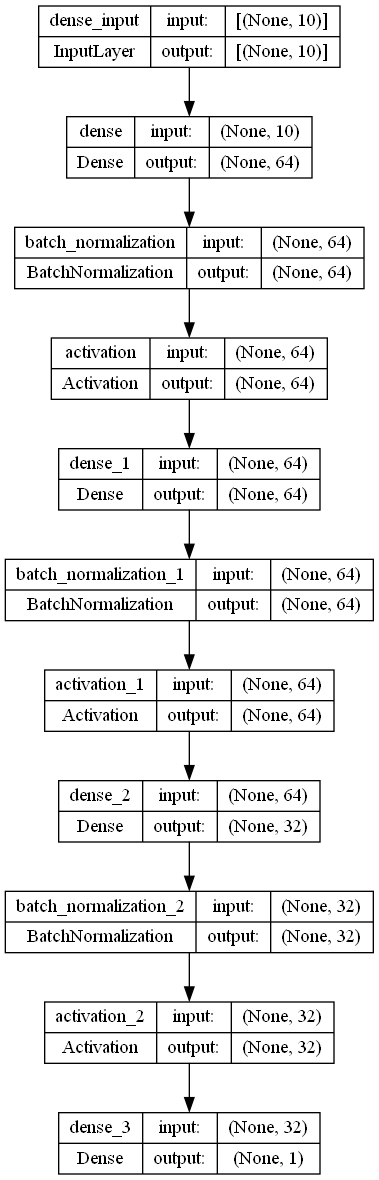 dense_input input: [(None, 10)]
InputLayer output: [(None, 10)]
dense input: (None, 10)
Dense output: (None, 64)
batch_normalization input: (None, 64)
BatchNormalization output: (None, 64)
activation input: (None, 64)
Activation output: (None, 64)
dense_1 input: (None, 64)
Dense output: (None, 64)
batch_normalization_1 input: (None, 64)
BatchNormalization output: (None, 64)
activation_1 input: (None, 64)
Activation output: (None, 64)
dense_2 input: (None, 64)
Dense output: (None, 32)
batch_normalization_2 input: (None, 32)
BatchNormalization output: (None, 32)
activation_2 input: (None, 32)
Activation output: (None, 32)
dense_3 input: (None, 32)
Dense output: (None, 1)